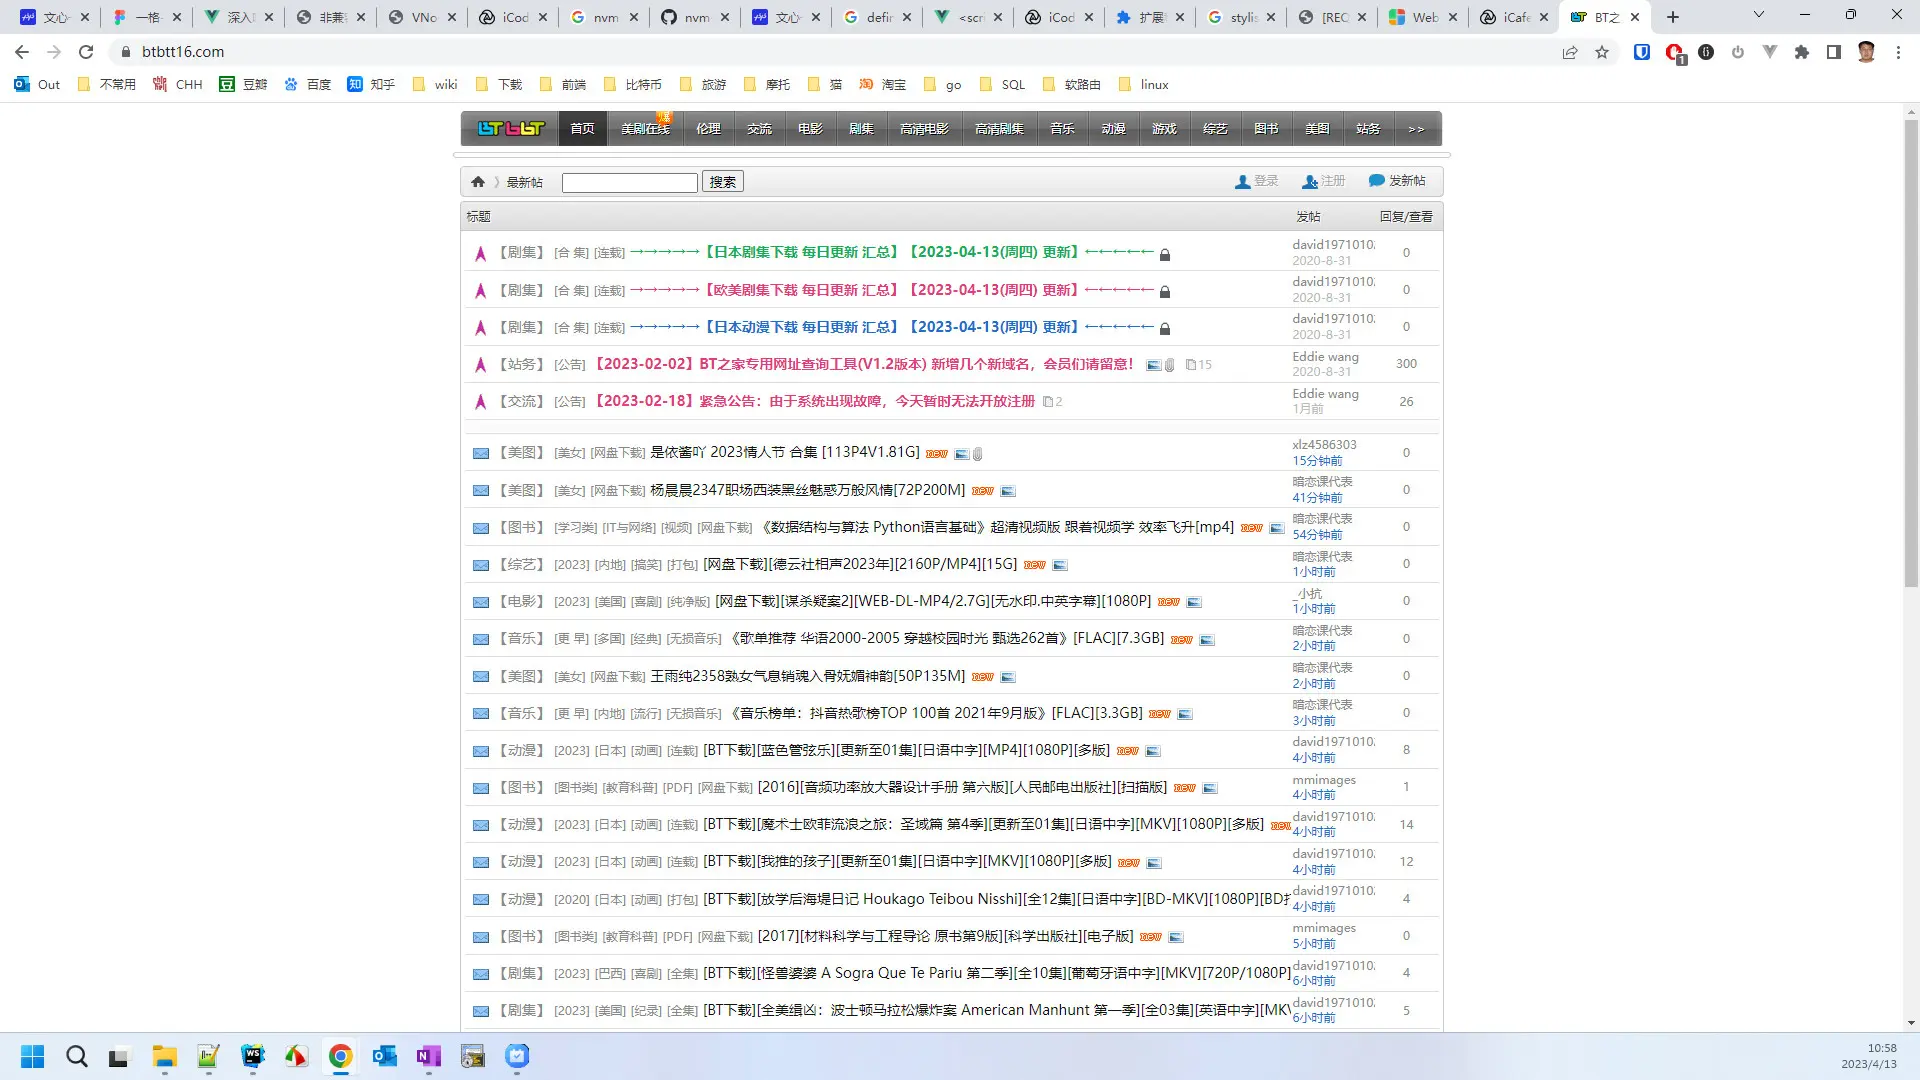 文心一 一格- 深入 非兼 VNo iCod nvm nvm 文心 defir <scri iCod 扩展 stylis [REC Web iCafe BT之
btbtt16.com
1
Out 不常用 CHH 豆瓣 百度 知乎 wiki 下载 前端 比特币 旅游 摩托 猫 淘宝 go SQL 软路由 linux
BTBBT 首页 美剧在线 爆 伦理 交流 电影 剧集 高清电影 高清剧集 音乐 动漫 游戏 综艺 图书 美图 站务 >>
》 最新帖 搜索 登录 注册 发新帖
标题 发帖 回复/查看
【剧集】 [合 集] [连载] →→→→→【日本剧集下载 每日更新 汇总】【2023-04-13(周四) 更新】←←←←← david1971010 2020-8-31 0
【剧集】 [合 集] [连载] →→→→→【欧美剧集下载 每日更新 汇总】【2023-04-13(周四) 更新】←←←←← david1971010 2020-8-31 0
【剧集】 [合 集] [连载] →→→→→【日本动漫下载 每日更新 汇总】【2023-04-13(周四) 更新】←←←←← david1971010 2020-8-31 0
【站务】 [公告] 【2023-02-02】BT之家专用网址查询工具(V1.2版本) 新增几个新域名，会员们请留意！ 15 Eddie wang 2020-8-31 300
【交流】 [公告] 【2023-02-18】紧急公告：由于系统出现故障，今天暂时无法开放注册 2 Eddie wang 1月前 26
【美图】 [美女] [网盘下载] 是依酱吖 2023情人节 合集 [113P4V1.81G] new xlz4586303 15分钟前 0
【美图】 [美女] [网盘下载] 杨晨晨2347职场西装黑丝魅惑万般风情[72P200M] new 暗恋课代表 41分钟前 0
【图书】 [学习类] [IT与网络] [视频] [网盘下载] 《数据结构与算法 Python语言基础》超清视频版 跟着视频学 效率飞升[mp4] new 暗恋课代表 54分钟前 0
【综艺】 [2023] [内地] [搞笑] [打包] [网盘下载][德云社相声2023年][2160P/MP4][15G] new 暗恋课代表 1小时前 0
【电影】 [2023] [美国] [喜剧] [纯净版] [网盘下载][谋杀疑案2][WEB-DL-MP4/2.7G][无水印.中英字幕][1080P] new _小抗 1小时前 0
【音乐】 [更 早] [多国] [经典] [无损音乐] 《歌单推荐 华语2000-2005 穿越校园时光 甄选262首》[FLAC][7.3GB] new 暗恋课代表 2小时前 0
【美图】 [美女] [网盘下载] 王雨纯2358熟女气息销魂入骨妩媚神韵[50P135M] new 暗恋课代表 2小时前 0
【音乐】 [更 早] [内地] [流行] [无损音乐] 《音乐榜单：抖音热歌榜TOP 100首 2021年9月版》[FLAC][3.3GB] new 暗恋课代表 3小时前 0
【动漫】 [2023] [日本] [动画] [连载] [BT下载][蓝色管弦乐][更新至01集][日语中字][MP4][1080P][多版] new david1971010 4小时前 8
【图书】 [图书类] [教育科普] [PDF] [网盘下载] [2016][音频功率放大器设计手册 第六版][人民邮电出版社][扫描版] new mmimages 4小时前 1
【动漫】 [2023] [日本] [动画] [连载] [BT下载][魔术士欧菲流浪之旅：圣域篇 第4季][更新至01集][日语中字][MKV][1080P][多版] new david1971010 4小时前 14
【动漫】 [2023] [日本] [动画] [连载] [BT下载][我推的孩子][更新至01集][日语中字][MKV][1080P][多版] new david1971010 4小时前 12
【动漫】 [2020] [日本] [动画] [打包] [BT下载][放学后海堤日记 Houkago Teibou Nisshi][全12集][日语中字][BD-MKV][1080P][BD david1971010 4小时前 4
【图书】 [图书类] [教育科普] [PDF] [网盘下载] [2017][材料科学与工程导论 原书第9版][科学出版社][电子版] new mmimages 5小时前 0
【剧集】 [2023] [巴西] [喜剧] [全集] [BT下载][怪兽婆婆 A Sogra Que Te Pariu 第二季][全10集][葡萄牙语中字][MKV][720P/1080P] david1971010 6小时前 4
【剧集】 [2023] [美国] [纪录] [全集] [BT下载][全美缉凶：波士顿马拉松爆炸案 American Manhunt 第一季][全03集][英语中字][MK david1971010 6小时前 5
10:58
2023/4/13